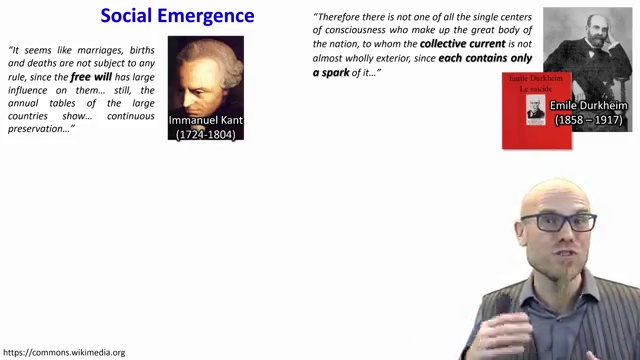 Social Emergence
“It seems like marriages, births
and deaths are not subject to any
rule, since the free will has large
influence on them… still, the
annual tables of the large
countries show… continuous
preservation…”
Immanuel Kant
(1724-1804)
“Therefore there is not one of all the single centers
of consciousness who make up the great body of
the nation, to whom the collective current is not
almost wholly exterior, since each contains only
a spark of it…”
Emile Durkheim
Le suicide
Emile Durkheim
(1858 – 1917)
https://commons.wikimedia.org